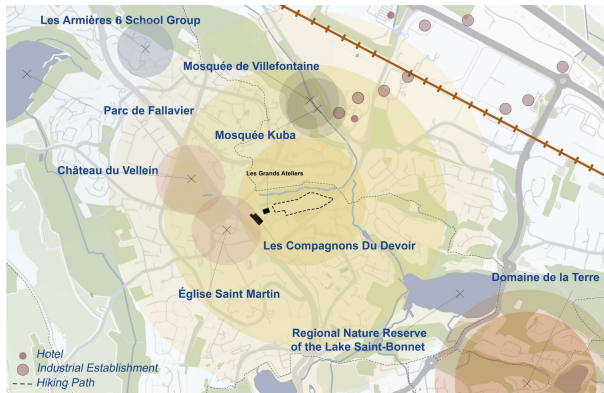 Les Armières 6 School Group
Mosquée de Villefontaine
Parc de Fallavier
Mosquée Kuba
Château du Vellein
Les Grands Ateliers
Les Compagnons Du Devoir
Domaine de la Terre
Église Saint Martin
Regional Nature Reserve
of the Lake Saint-Bonnet
Hotel
Industrial Establishment
Hiking Path